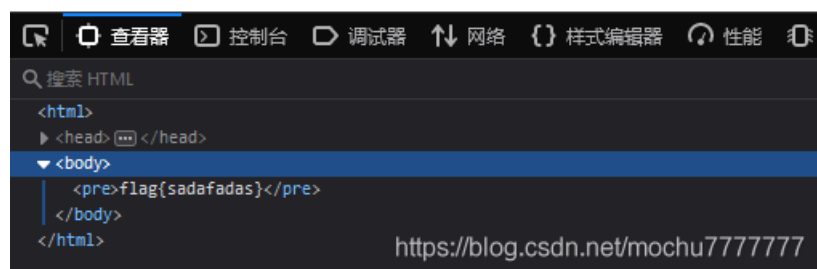 查看器 控制台 调试器 网络 {} 样式编辑器 性能
搜索 HTML
<html>
<head> ••• </head>
<body>
<pre>flag{sadafadas}</pre>
</body>
</html>
https://blog.csdn.net/mochu7777777